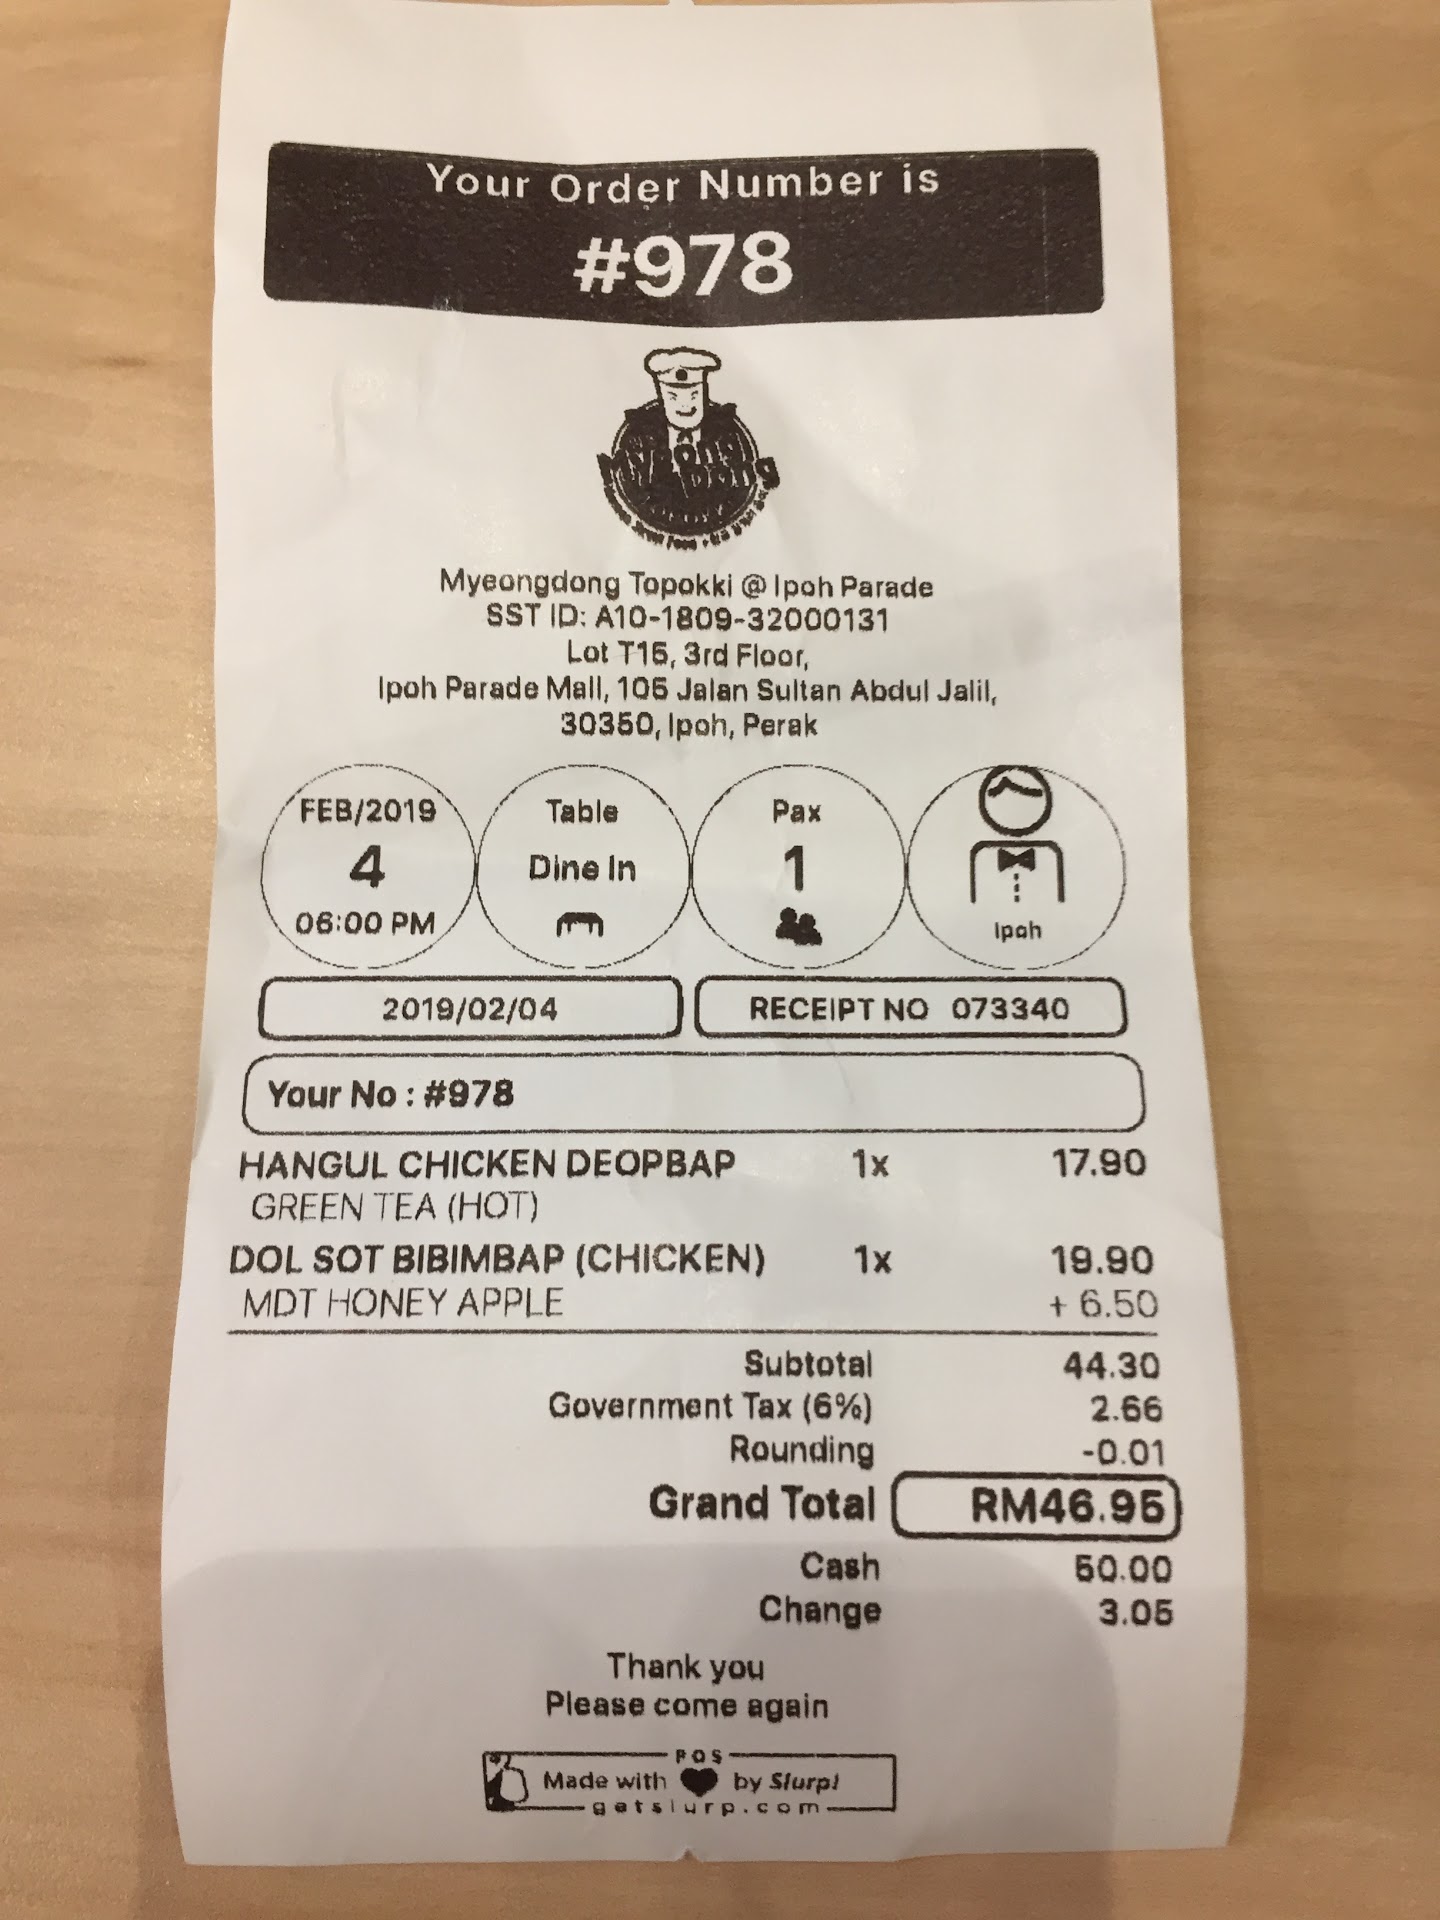 Your Order Number is
#978
Myeongdong Topokki @ Ipoh Parade
SST ID: A10-1809-32000131
Lot T15, 3rd Floor,
Ipoh Parade Mall, 105 Jalan Sultan Abdul Jalil,
30350, Ipoh, Perak
FEB/2019 Table Pax
4 Dine In 1
06:00 PM Ipoh
2019/02/04 RECEIPT NO 073340
Your No : #978
HANGUL CHICKEN DEOPBAP 1x 17.90
GREEN TEA (HOT)
DOL SOT BIBIMBAP (CHICKEN) 1x 19.90
MDT HONEY APPLE + 6.50
Subtotal 44.30
Government Tax (6%) 2.66
Rounding -0.01
Grand Total RM46.95
Cash 50.00
Change 3.05
Thank you
Please come again
POS
Made with by Slurp!
getslurp.com